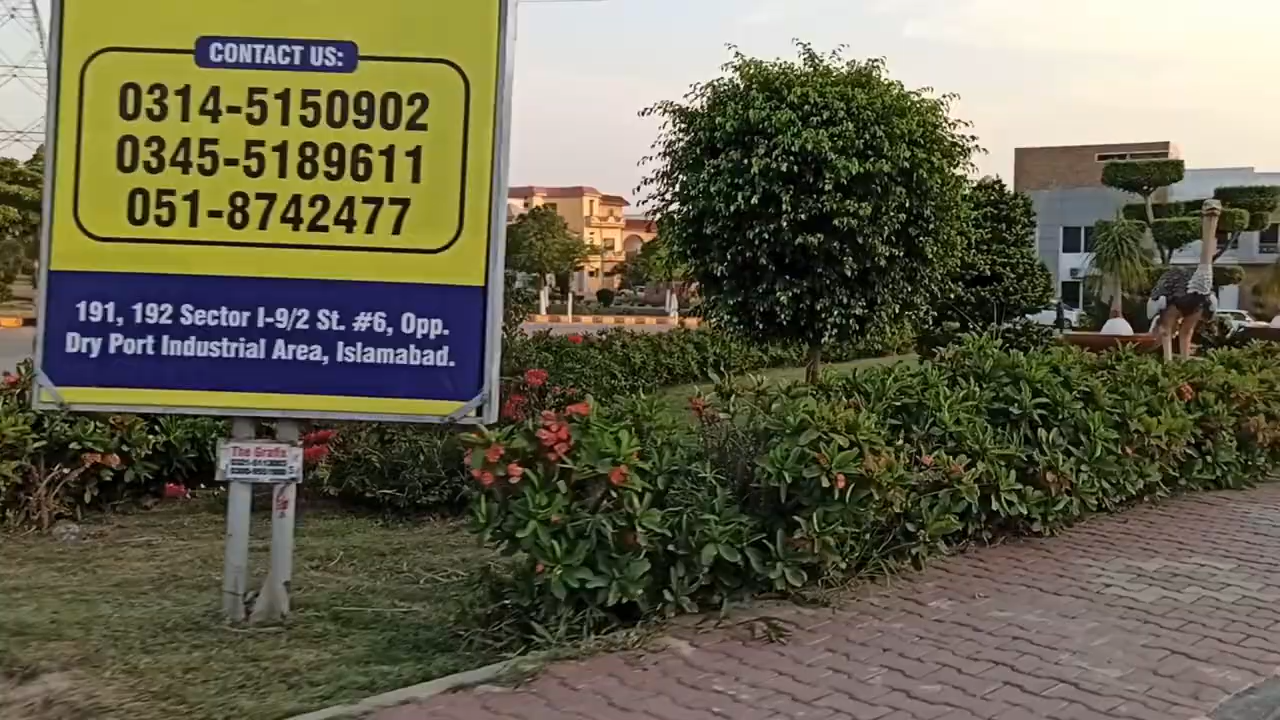 CONTACT US:
0314-5150902
0345-5189611
051-8742477
191, 192 Sector I-9/2 St. #6, Opp.
Dry Port Industrial Area, Islamabad.
The Grafix